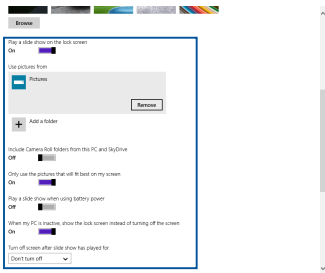 Browse
Play a slide show on the lock screen
On
Use pictures from
Pictures
Remove
Add a folder
Include Camera Roll folders from this PC and SkyDrive
Off
Only use the pictures that will fit best on my screen
On
Play a slide show when using battery power
Off
When my PC is inactive, show the lock screen instead of turning off the screen
On
Turn off screen after slide show has played for
Don't turn off